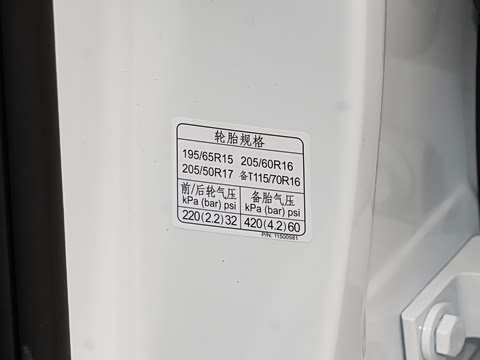 轮胎规格
195/65R15 205/60R16
205/50R17 备T115/70R16
前/后轮气压 备胎气压
kPa (bar) psi kPa (bar) psi
220(2.2)32 420(4.2)60
P/N: 11500581